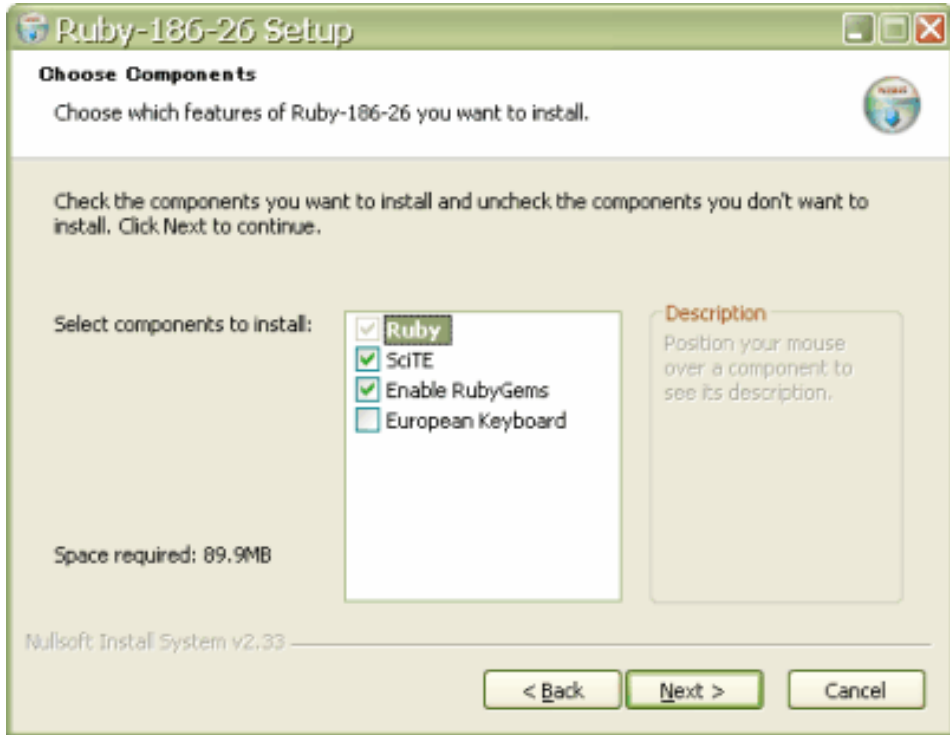 Ruby-186-26 Setup
Choose Components
Choose which features of Ruby-186-26 you want to install.
Check the components you want to install and uncheck the components you don't want to
install. Click Next to continue.
Select components to install:
Ruby
SciTE
Enable RubyGems
European Keyboard
Description
Position your mouse
over a component to
see its description.
Space required: 89.9MB
Nullsoft Install System v2.33
< Back
Next >
Cancel